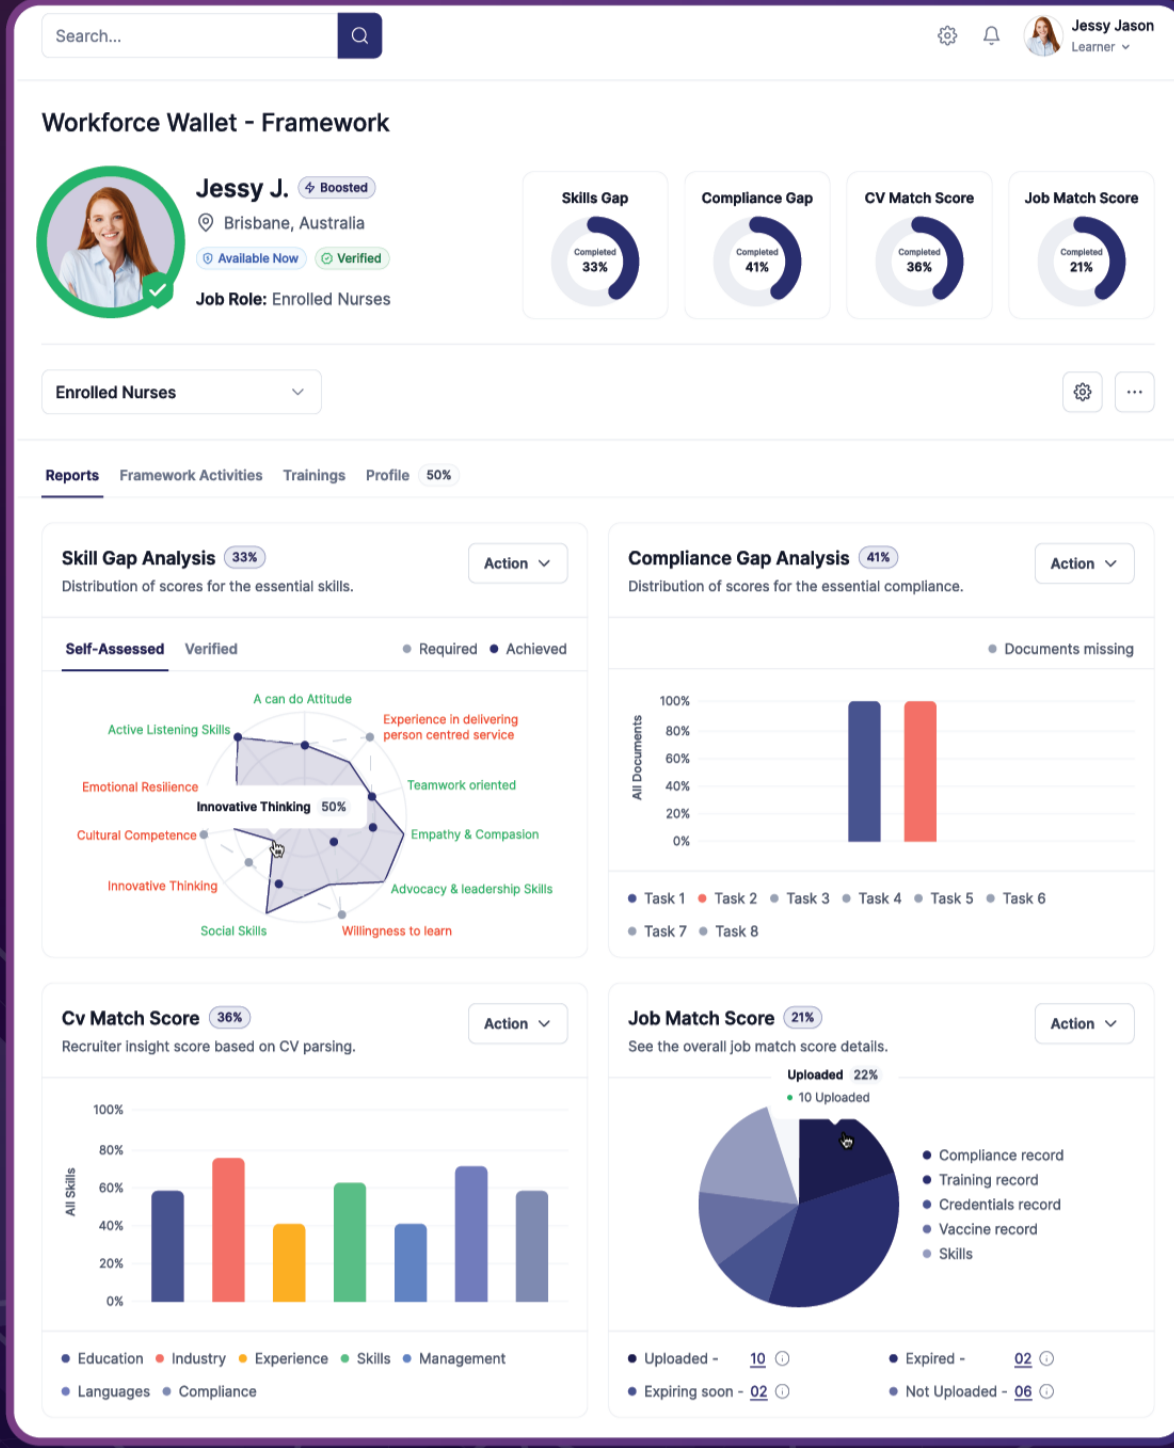 Search...
Jessy Jason
Learner
Workforce Wallet - Framework
Jessy J.
Boosted
Brisbane, Australia
Available Now
Verified
Job Role: Enrolled Nurses
Skills Gap
Completed
33%
Compliance Gap
Completed
41%
CV Match Score
Completed
36%
Job Match Score
Completed
21%
Enrolled Nurses
Reports
Framework Activities
Trainings
Profile
50%
Skill Gap Analysis 33%
Distribution of scores for the essential skills.
Action
Self-Assessed
Verified
Required
Achieved
A can do Attitude
Active Listening Skills
Experience in delivering
person centred service
Emotional Resilience
Teamwork oriented
Innovative Thinking 50%
Cultural Competence
Empathy & Compasion
Innovative Thinking
Advocacy & leadership Skills
Social Skills
Willingness to learn
Compliance Gap Analysis 41%
Distribution of scores for the essential compliance.
Action
Documents missing
All Documents
100%
80%
60%
40%
20%
0%
Task 1
Task 2
Task 3
Task 4
Task 5
Task 6
Task 7
Task 8
Cv Match Score 36%
Recruiter insight score based on CV parsing.
Action
All Skills
100%
80%
60%
40%
20%
0%
Education
Industry
Experience
Skills
Management
Languages
Compliance
Job Match Score 21%
See the overall job match score details.
Action
Uploaded 22%
10 Uploaded
Compliance record
Training record
Credentials record
Vaccine record
Skills
Uploaded - 10
Expired - 02
Expiring soon - 02
Not Uploaded - 06